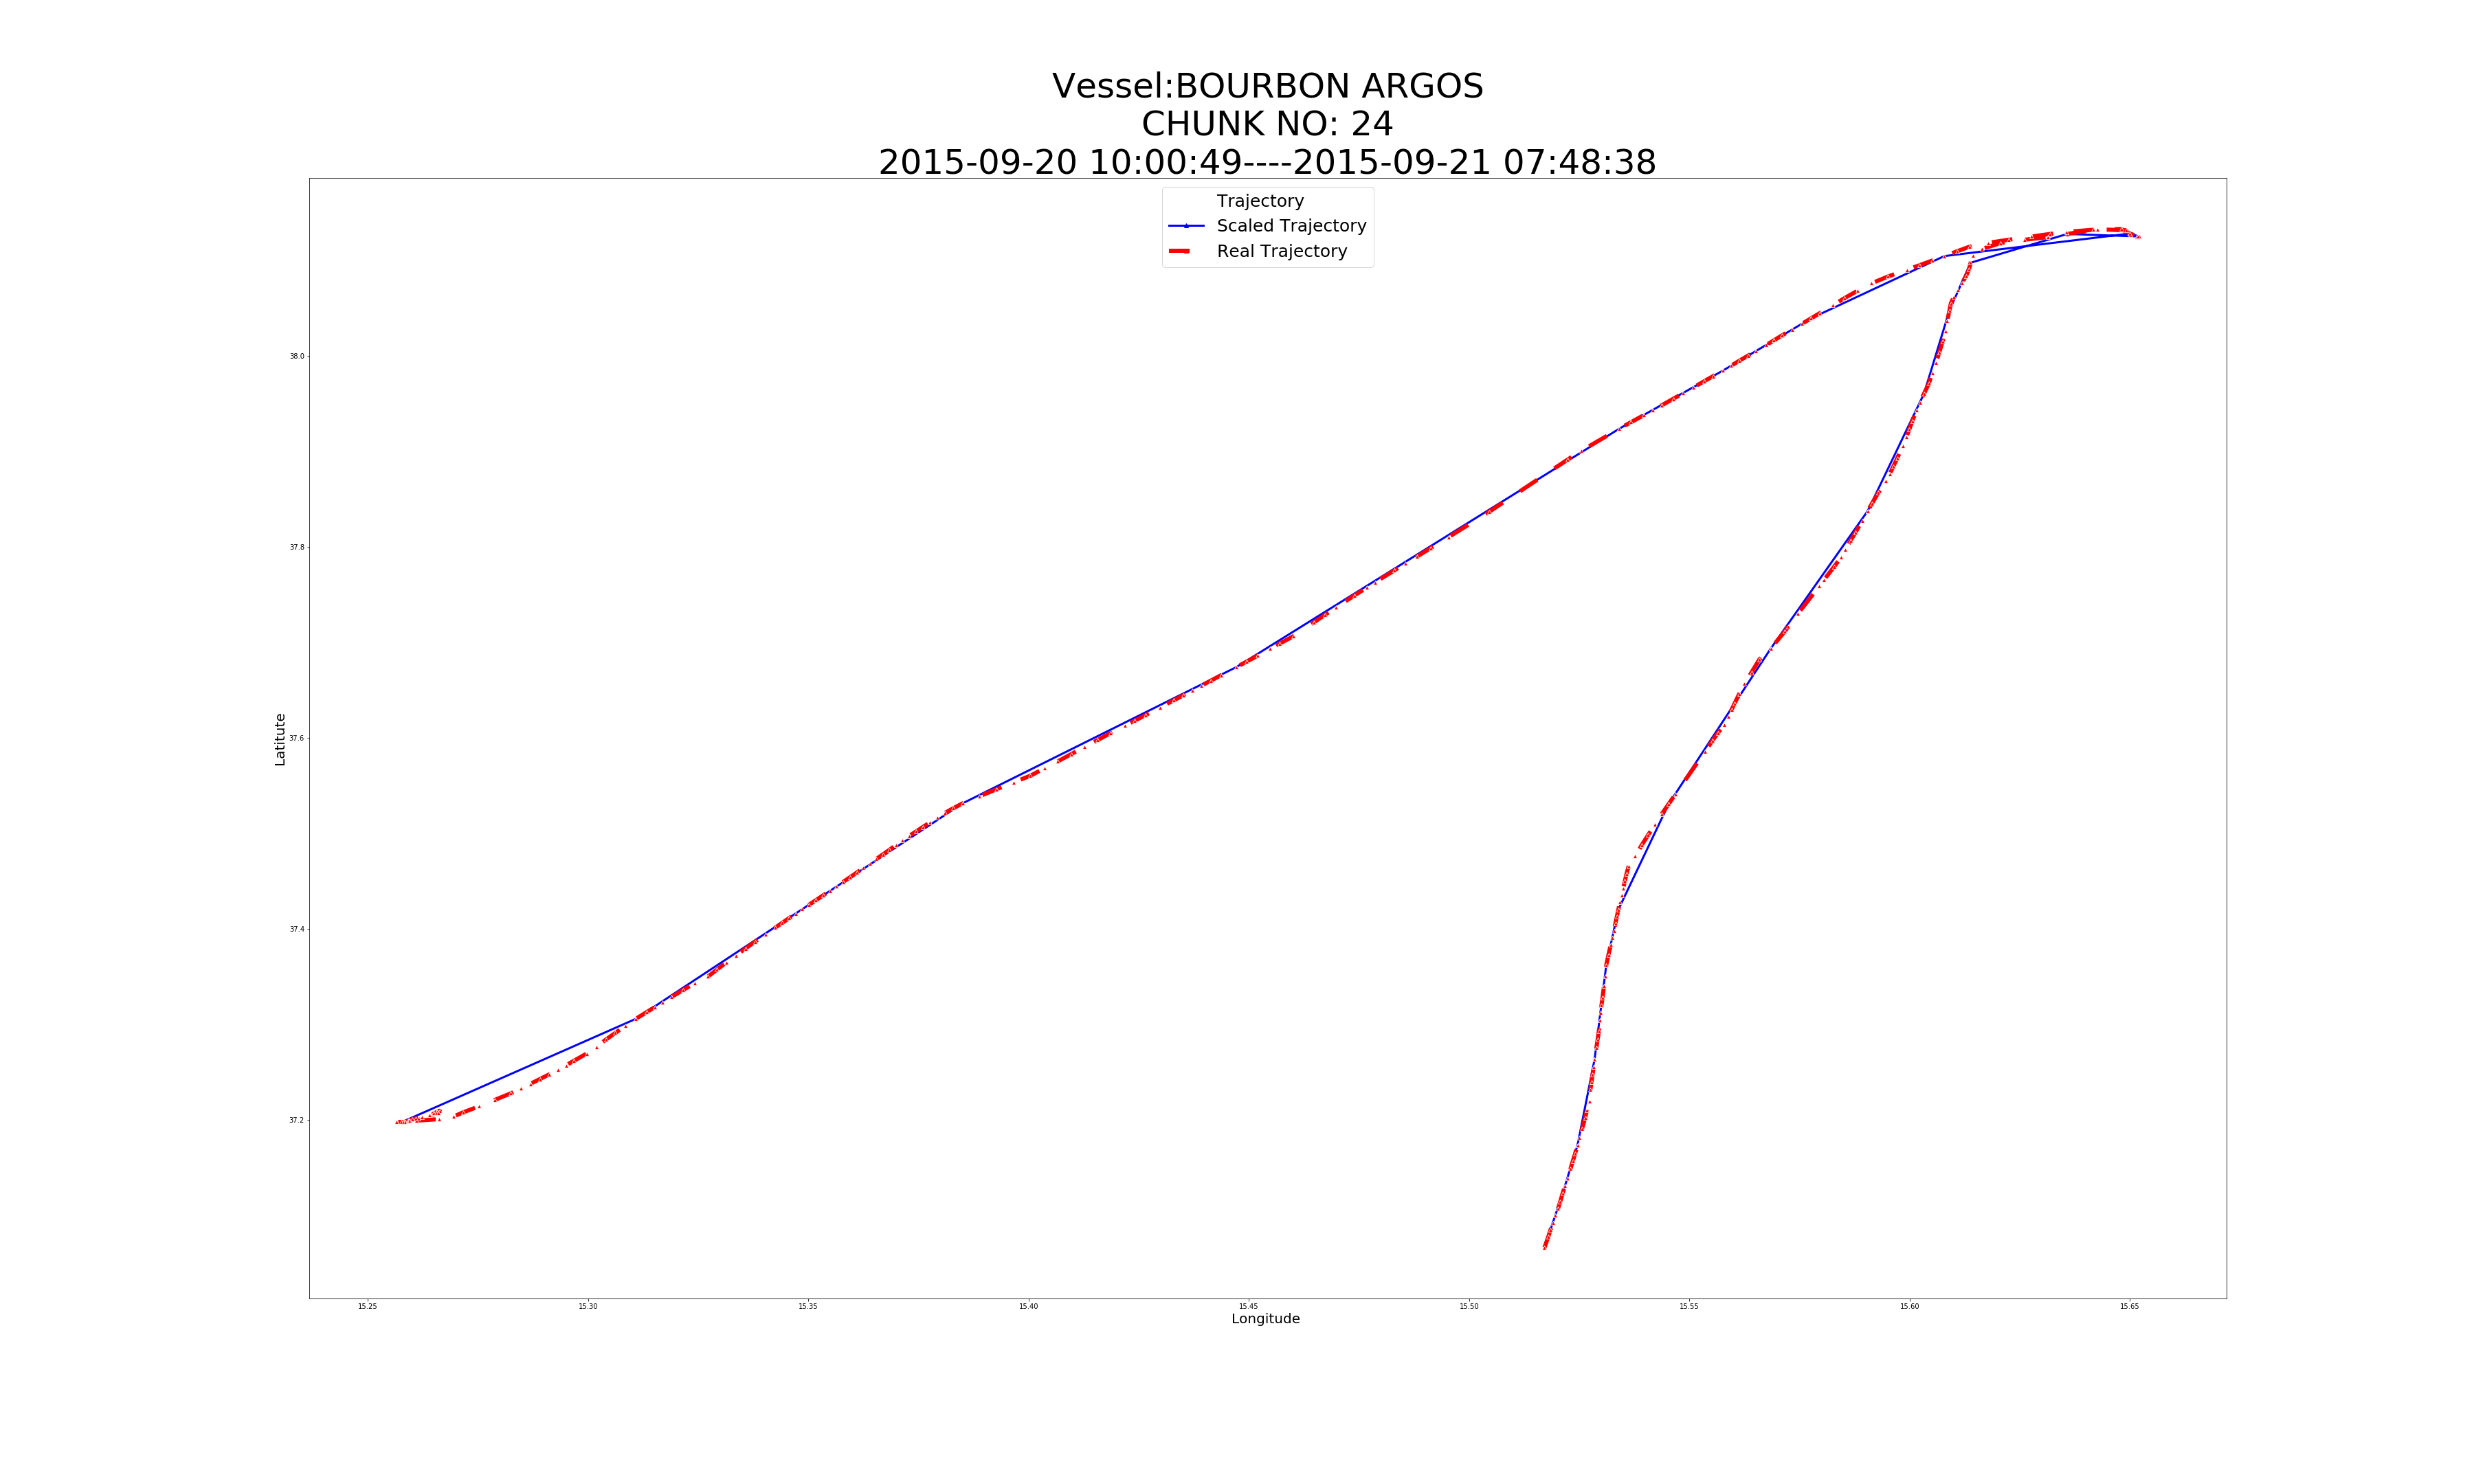 Vessel:BOURBON ARGOS
CHUNK NO: 24
2015-09-20 10:00:49----2015-09-21 07:48:38
Trajectory
Scaled Trajectory
Real Trajectory
38.0
37.8
37.6
37.4
37.2
Latitute
15.25 15.30 15.35 15.40 15.45 15.50 15.55 15.60 15.65
Longitude